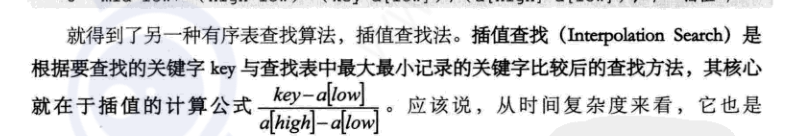 就得到了另一种有序表查找算法，插值查找法。插值查找（Interpolation Search）是
根据要查找的关键字 key 与查找表中最大最小记录的关键字比较后的查找方法，其核心
就在于插值的计算公式 key-a[low] / a[high]-a[low] 。应该说，从时间复杂度来看，它也是